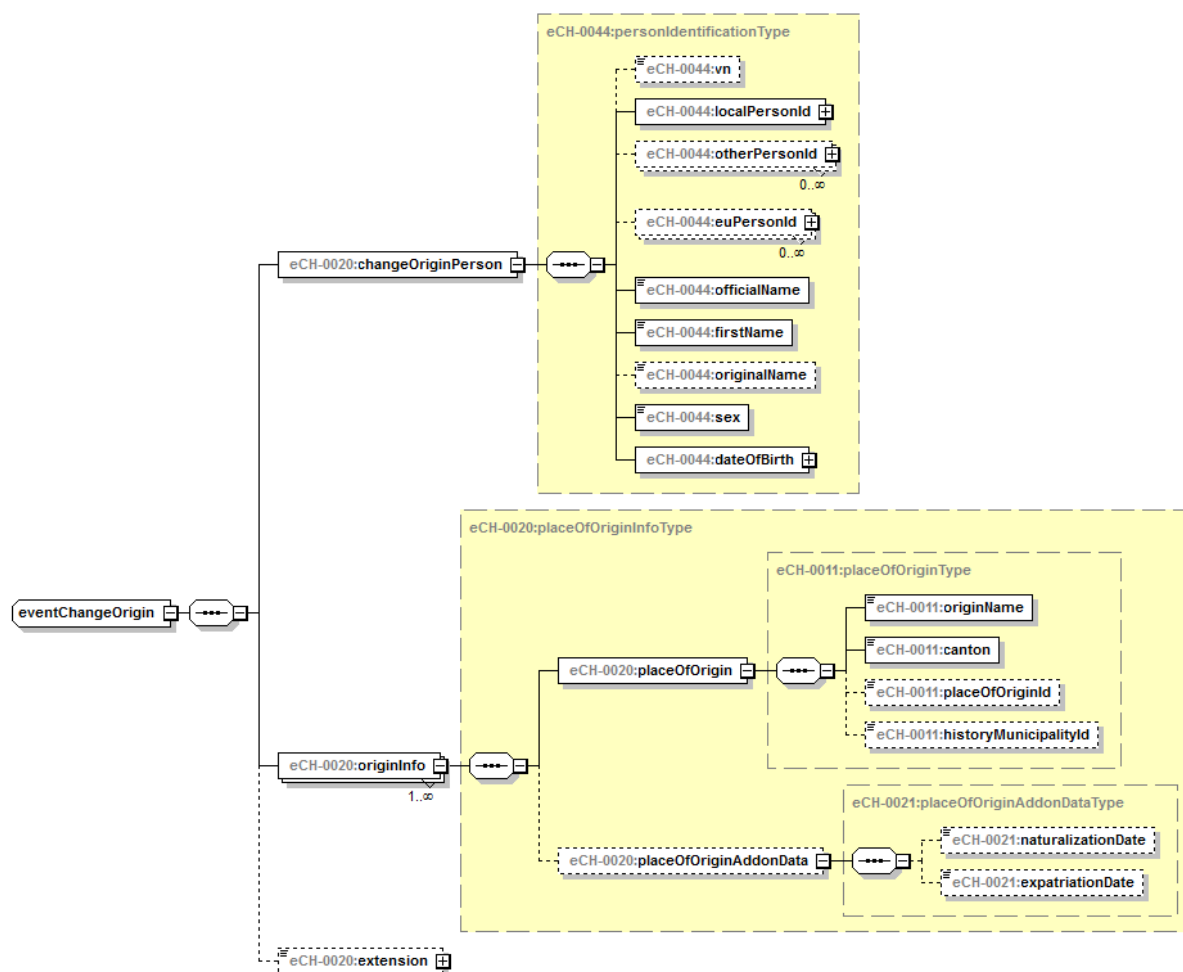 eCH-0044:personIdentificationType
eCH-0044:vn
eCH-0044:localPersonId
eCH-0044:otherPersonId
0..∞
eCH-0044:euPersonId
0..∞
eCH-0020:changeOriginPerson
eCH-0044:officialName
eCH-0044:firstName
eCH-0044:originalName
eCH-0044:sex
eCH-0044:dateOfBirth
eCH-0020:placeOfOriginInfoType
eCH-0011:placeOfOriginType
eventChangeOrigin
eCH-0011:originName
eCH-0011:canton
eCH-0020:placeOfOrigin
eCH-0011:placeOfOriginId
eCH-0011:historyMunicipalityId
eCH-0020:originInfo
1..∞
eCH-0021:placeOfOriginAddonDataType
eCH-0021:naturalizationDate
eCH-0020:placeOfOriginAddonData
eCH-0021:expatriationDate
eCH-0020:extension